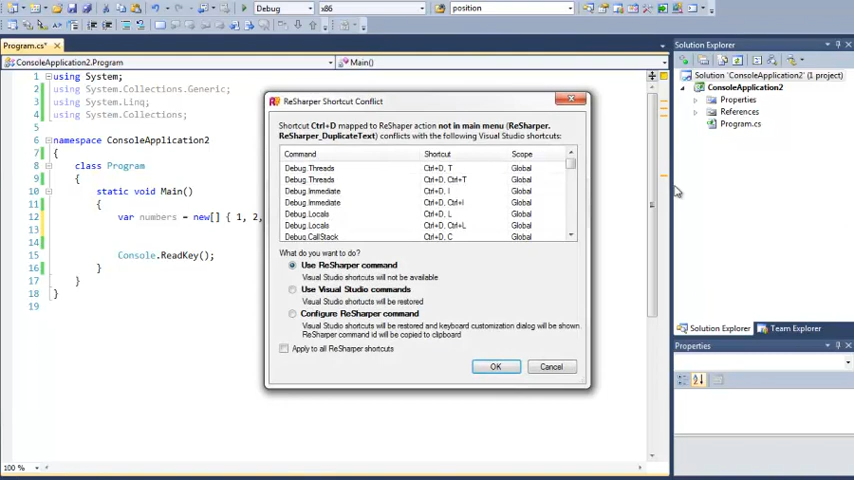 Debug
x86
position
Program.cs*
Solution Explorer
ConsoleApplication2.Program
Main()
1 using System;
2 using System.Collections.Generic;
3 using System.Linq;
4 using System.Collections;
5
6 namespace ConsoleApplication2
7 {
8 class Program
9 {
10 static void Main()
11 {
12 var numbers = new[] { 1, 2,
13
14
15 Console.ReadKey();
16 }
17 }
18 }
19
ReSharper Shortcut Conflict
Shortcut Ctrl+D mapped to ReShaper action not in main menu (ReSharper.
ReSharper_DuplicateText) conflicts with the following Visual Studio shortcuts:
Command Shortcut Scope
Debug.Threads Ctrl+D, T Global
Debug.Threads Ctrl+D, Ctrl+T Global
Debug.Immediate Ctrl+D, I Global
Debug.Immediate Ctrl+D, Ctrl+I Global
Debug.Locals Ctrl+D, L Global
Debug.Locals Ctrl+D, Ctrl+L Global
Debug.CallStack Ctrl+D, C Global
What do you want to do?
Use ReSharper command
Visual Studio shortcuts will not be available
Use Visual Studio commands
Visual Studio shortcuts will be restored
Configure ReSharper command
Visual Studio shortcuts will be restored and keyboard customization dialog will be shown
ReSharper command id will be copied to clipboard
Apply to all ReSharper shortcuts
OK
Cancel
Solution 'ConsoleApplication2' (1 project)
ConsoleApplication2
Properties
References
Program.cs
Solution Explorer
Team Explorer
Properties
100 %